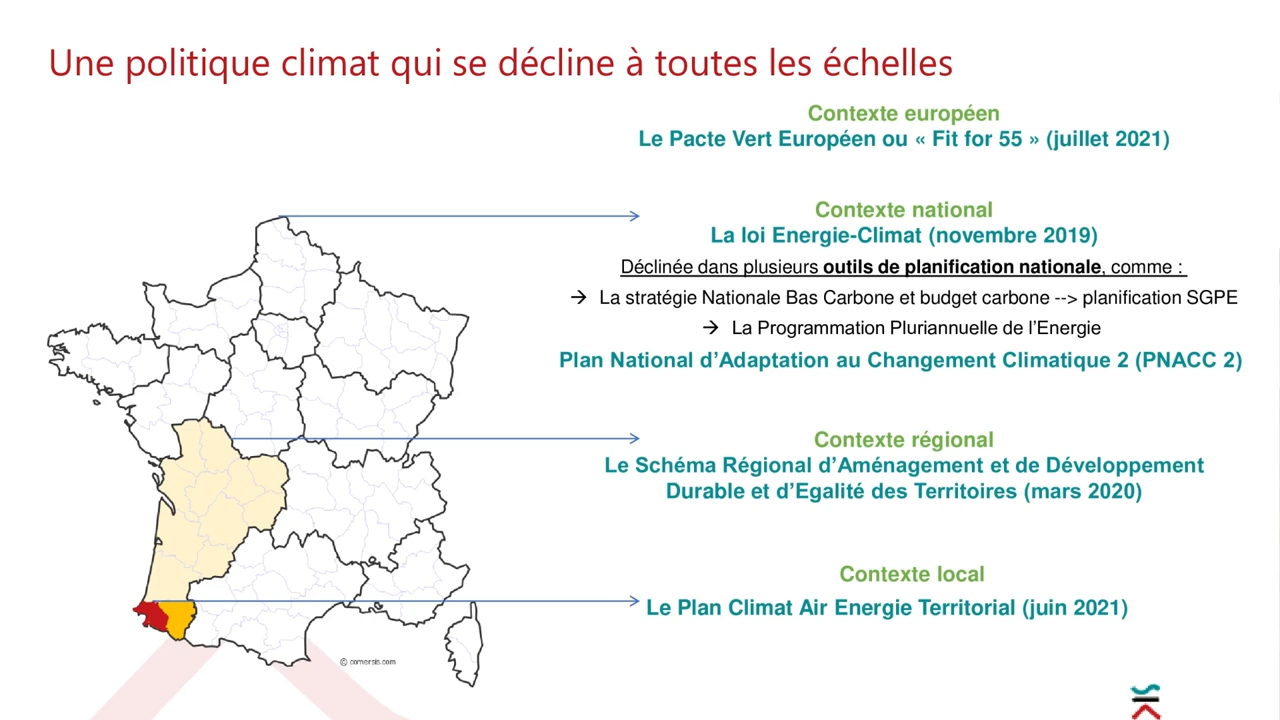 Une politique climat qui se décline à toutes les échelles
Contexte européen
Le Pacte Vert Européen ou « Fit for 55 » (juillet 2021)
Contexte national
La loi Energie-Climat (novembre 2019)
Déclinée dans plusieurs outils de planification nationale, comme :
→ La stratégie Nationale Bas Carbone et budget carbone --> planification SGPE
→ La Programmation Pluriannuelle de l’Energie
Plan National d’Adaptation au Changement Climatique 2 (PNACC 2)
Contexte régional
Le Schéma Régional d’Aménagement et de Développement
Durable et d’Egalité des Territoires (mars 2020)
Contexte local
Le Plan Climat Air Energie Territorial (juin 2021)
© comersis.com